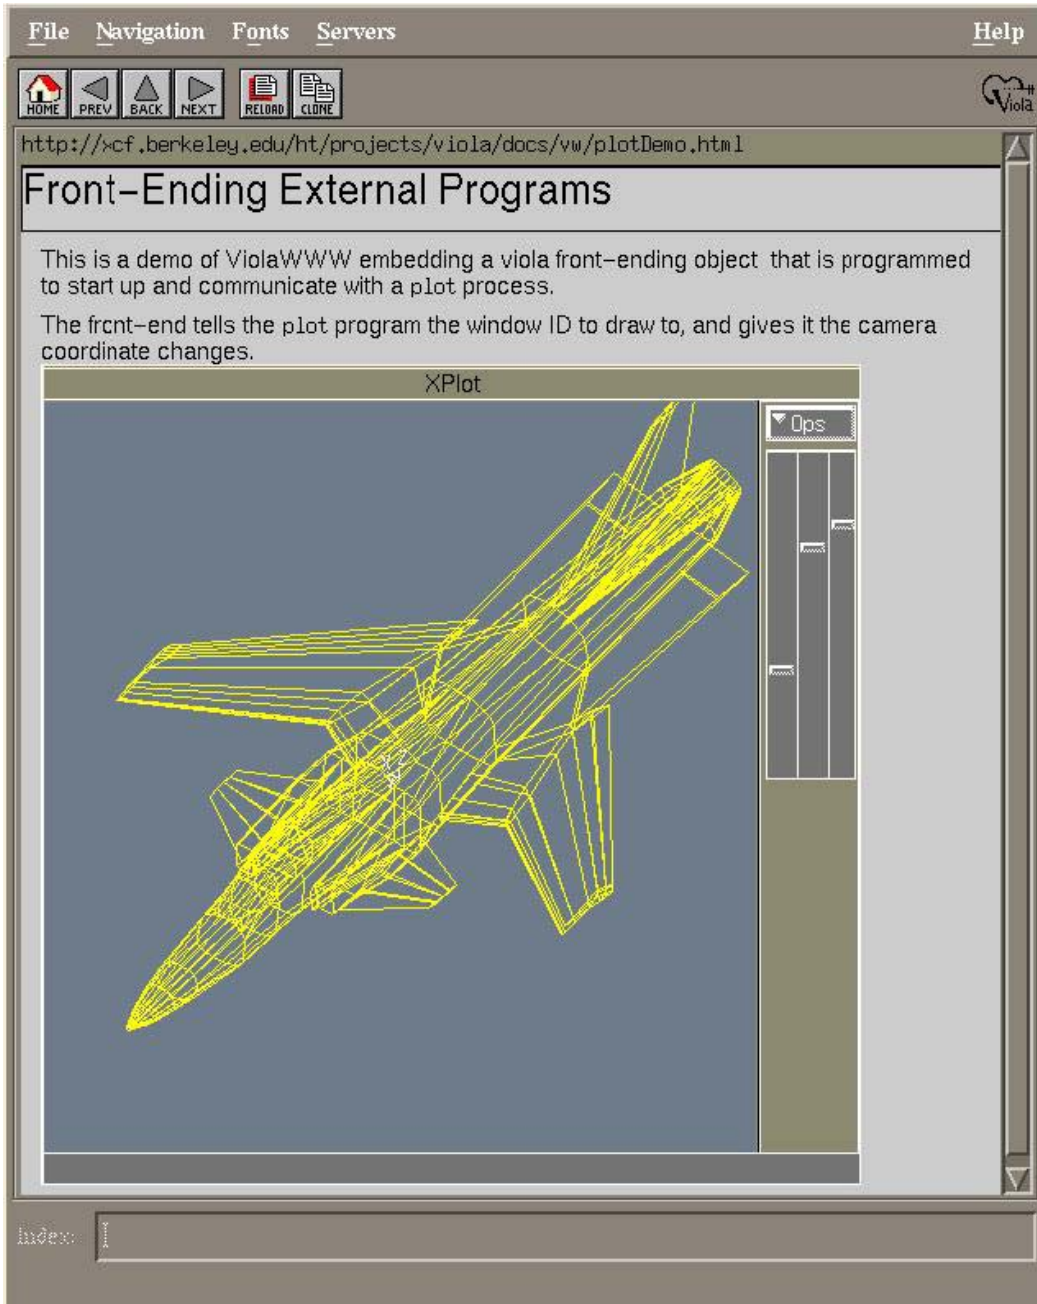 File Navigation Fonts Servers Help
HOME PREV BACK NEXT RELOAD CLONE
Viola
http://xcf.berkeley.edu/ht/projects/viola/docs/vw/plotDemo.html
Front-Ending External Programs
This is a demo of ViolaWWW embedding a viola front-ending object that is programmed
to start up and communicate with a plot process.
The front-end tells the plot program the window ID to draw to, and gives it the camera
coordinate changes.
XPlot
Ops
Index: